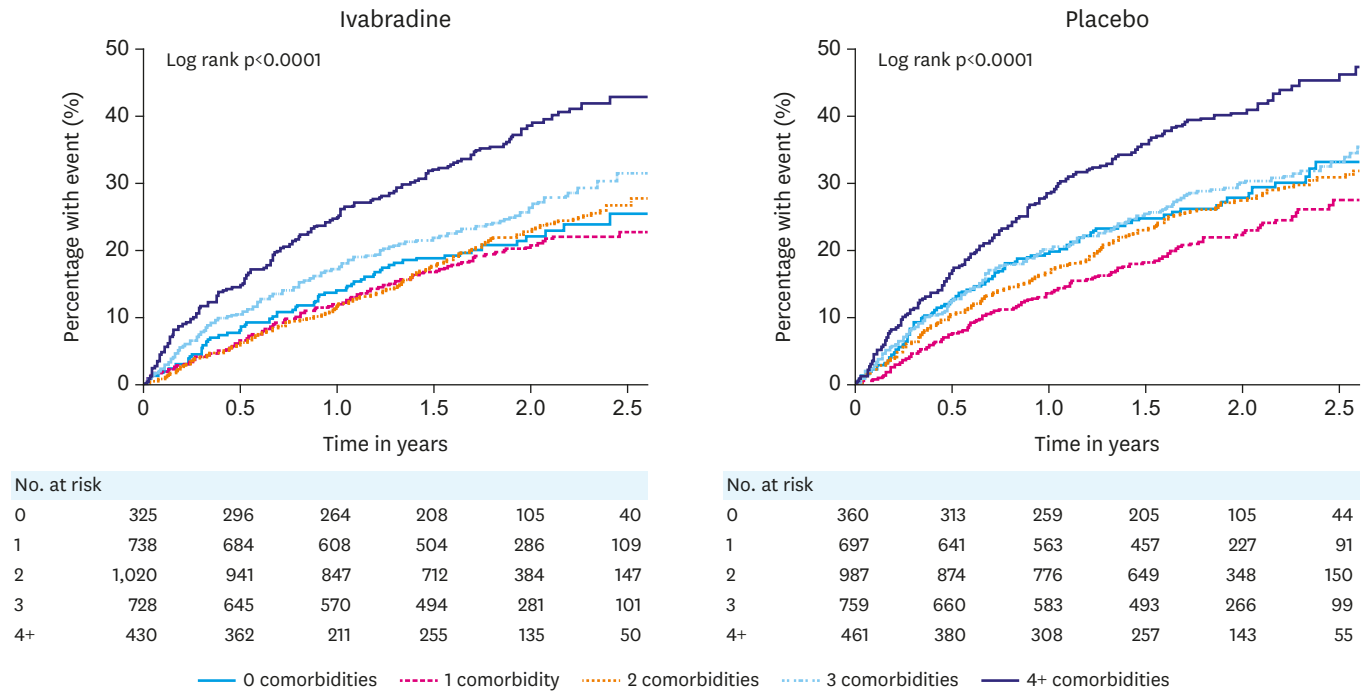 Ivabradine
Log rank p<0.0001
Percentage with event (%)
50
40
30
20
10
0
0 0.5 1.0 1.5 2.0 2.5
Time in years
No. at risk
0 325 296 264 208 105 40
1 738 684 608 504 286 109
2 1,020 941 847 712 384 147
3 728 645 570 494 281 101
4+ 430 362 211 255 135 50
Placebo
Log rank p<0.0001
Percentage with event (%)
50
40
30
20
10
0
0 0.5 1.0 1.5 2.0 2.5
Time in years
No. at risk
0 360 313 259 205 105 44
1 697 641 563 457 227 91
2 987 874 776 649 348 150
3 759 660 583 493 266 99
4+ 461 380 308 257 143 55
0 comorbidities 1 comorbidity 2 comorbidities 3 comorbidities 4+ comorbidities